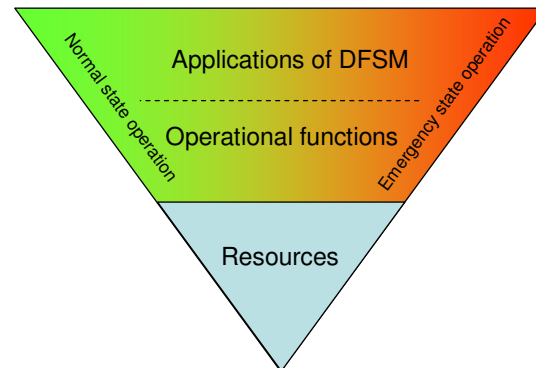 Applications of DFSM
Normal state operation
Emergency state operation
Operational functions
Resources